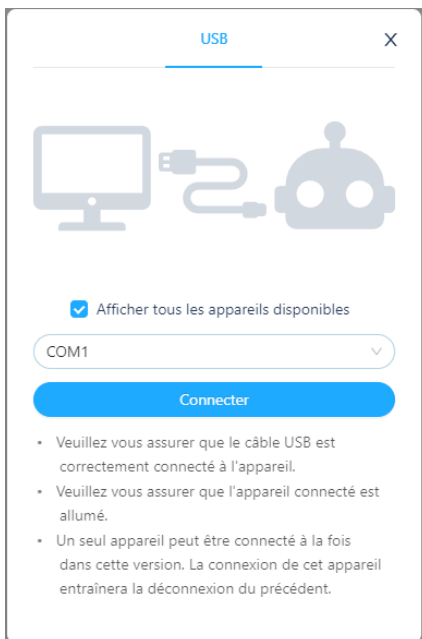 USB
X
Afficher tous les appareils disponibles
COM1
Connecter
• Veuillez vous assurer que le câble USB est
correctement connecté à l'appareil.
• Veuillez vous assurer que l'appareil connecté est
allumé.
• Un seul appareil peut être connecté à la fois
dans cette version. La connexion de cet appareil
entraînera la déconnexion du précédent.